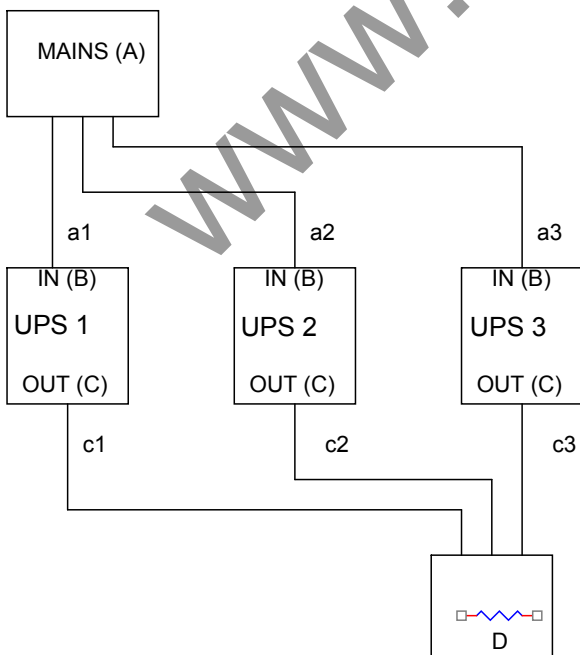 MAINS (A)
www.
a1
a2
a3
IN (B)
IN (B)
IN (B)
UPS 1
UPS 2
UPS 3
OUT (C)
OUT (C)
OUT (C)
c1
c2
c3
D